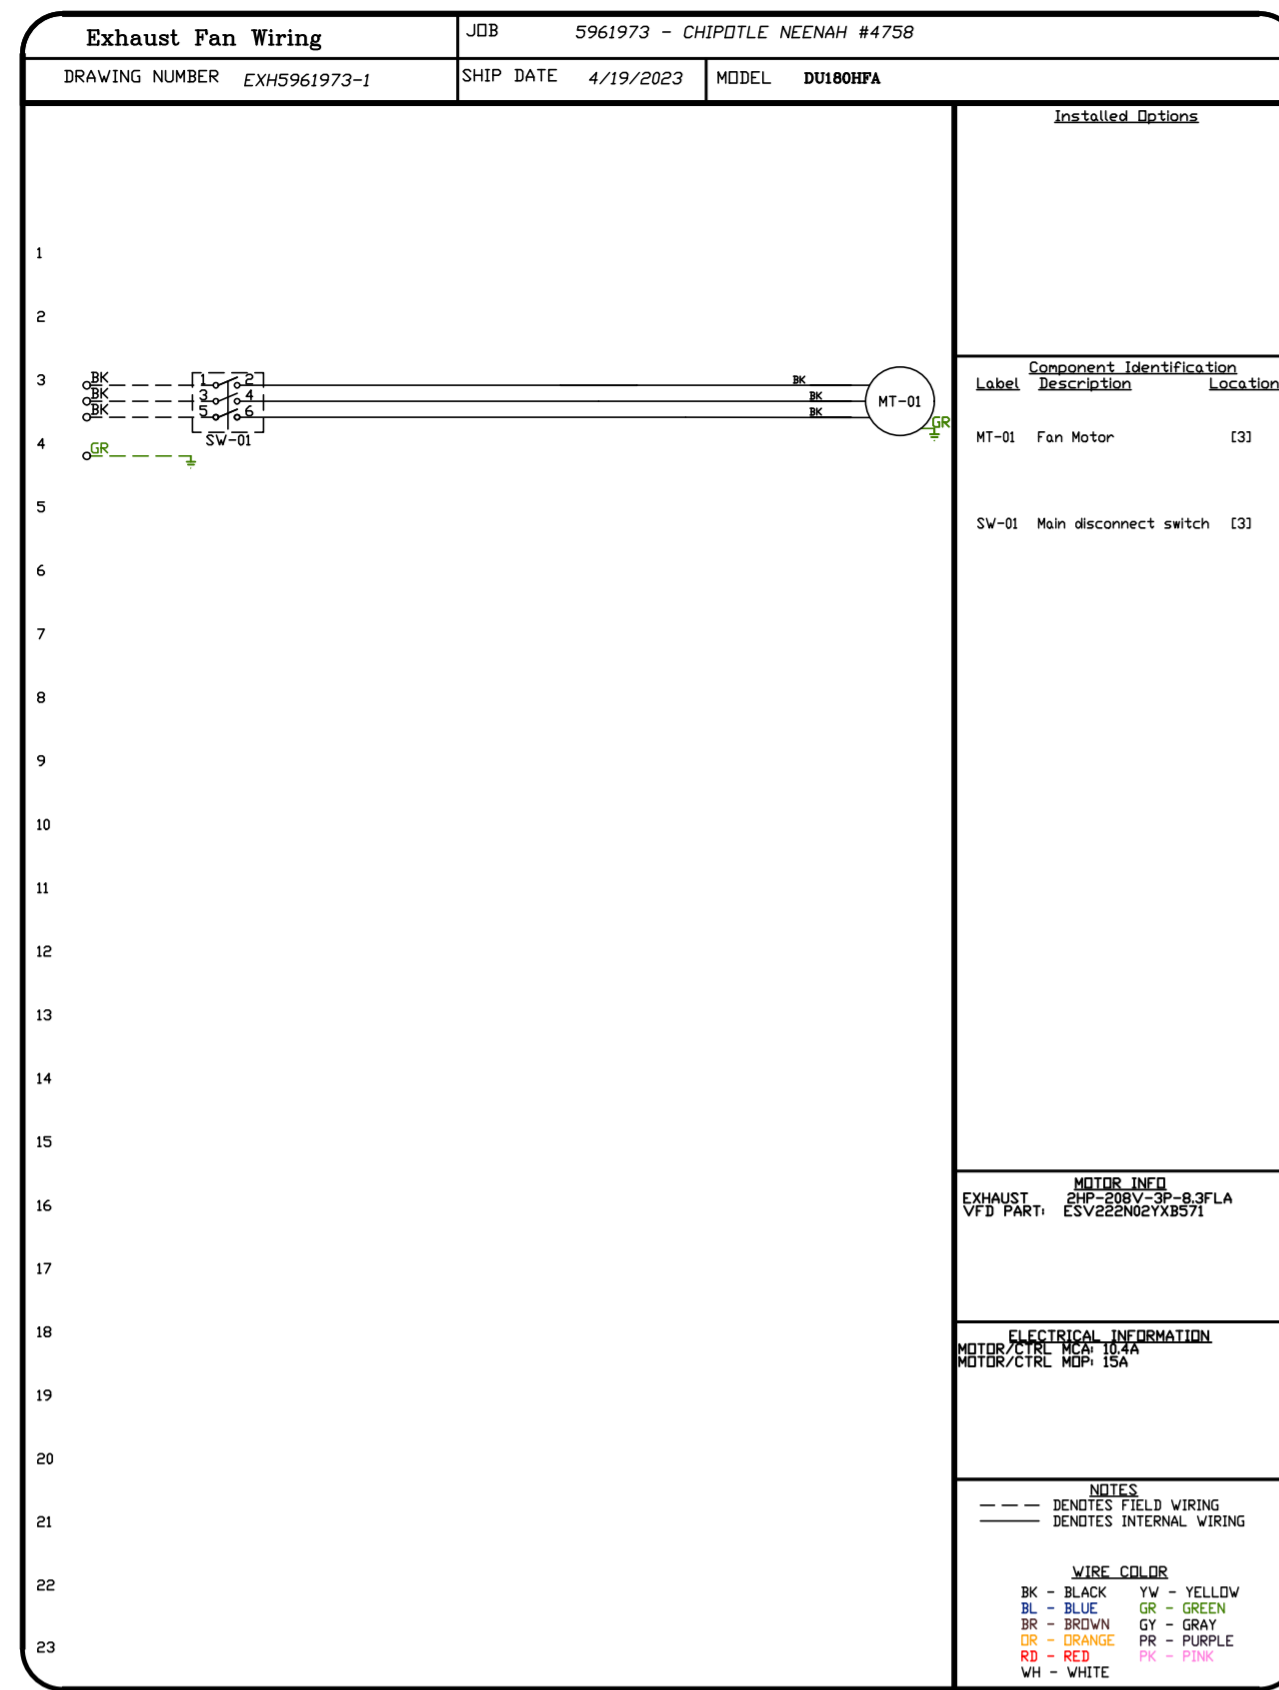 Exhaust Fan Wiring
JOB 5961973 - CHIPOTLE NEENAH #4758
DRAWING NUMBER EXH5961973-1
SHIP DATE 4/19/2023
MODEL DU180HFA
Installed Options
1
2
3
BK 1 2 BK
BK 3 4 BK
BK 5 6 BK
MT-01
GR
SW-01
4
GR
5
6
7
8
9
10
11
12
13
14
15
16
17
18
19
20
21
22
23
Component Identification
Label Description Location
MT-01 Fan Motor [3]
SW-01 Main disconnect switch [3]
MOTOR INFO
EXHAUST 2HP-208V-3P-8.3FLA
VFD PART: ESV222N02YXB571
ELECTRICAL INFORMATION
MOTOR/CTRL MCA: 10.4A
MOTOR/CTRL MOP: 15A
NOTES
DENOTES FIELD WIRING
DENOTES INTERNAL WIRING
WIRE COLOR
BK - BLACK YW - YELLOW
BL - BLUE GR - GREEN
BR - BROWN GY - GRAY
OR - ORANGE PR - PURPLE
RD - RED PK - PINK
WH - WHITE